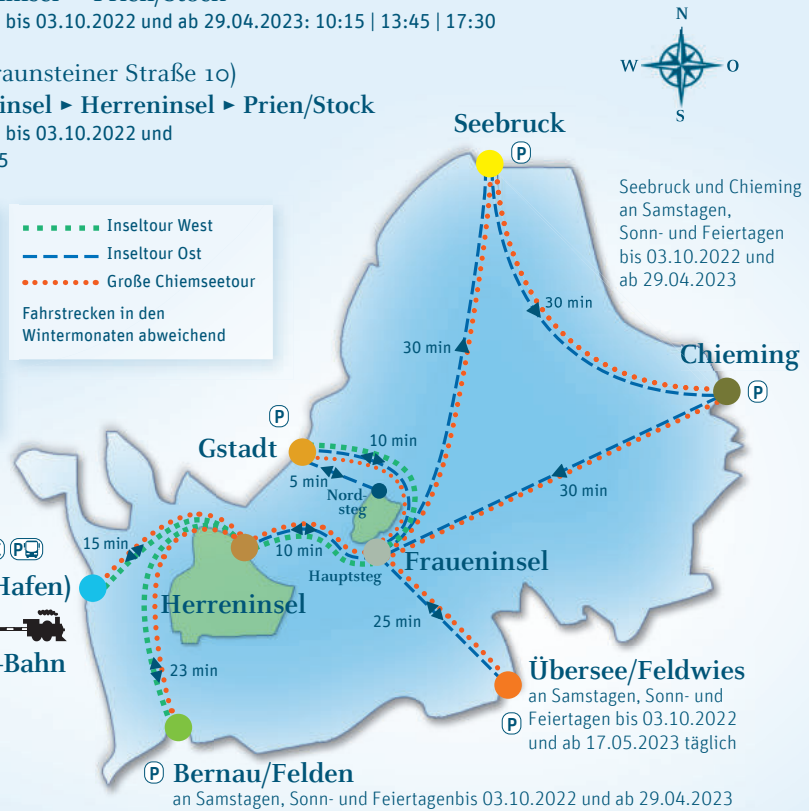 bis 03.10.2022 und ab 29.04.2023: 10:15 | 13:45 | 17:30
Straße 10)
▸ Herreninsel ▸ Prien/Stock
bis 03.10.2022 und
N
W O
S
Seebruck
P
Seebruck und Chieming
an Samstagen,
Sonn- und Feiertagen
bis 03.10.2022 und
ab 29.04.2023
Inseltour West
Inseltour Ost
Große Chiemseetour
Fahrstrecken in den
Wintermonaten abweichend
30 min
30 min
Chieming
P
P
Gstadt
10 min
5 min
Nord-
steg
30 min
15 min
P
10 min
Hauptsteg
Fraueninsel
Hafen)
Herreninsel
25 min
-Bahn
23 min
Übersee/Feldwies
an Samstagen, Sonn- und
P Feiertagen bis 03.10.2022
und ab 17.05.2023 täglich
P Bernau/Felden
an Samstagen, Sonn- und Feiertagenbis 03.10.2022 und ab 29.04.2023